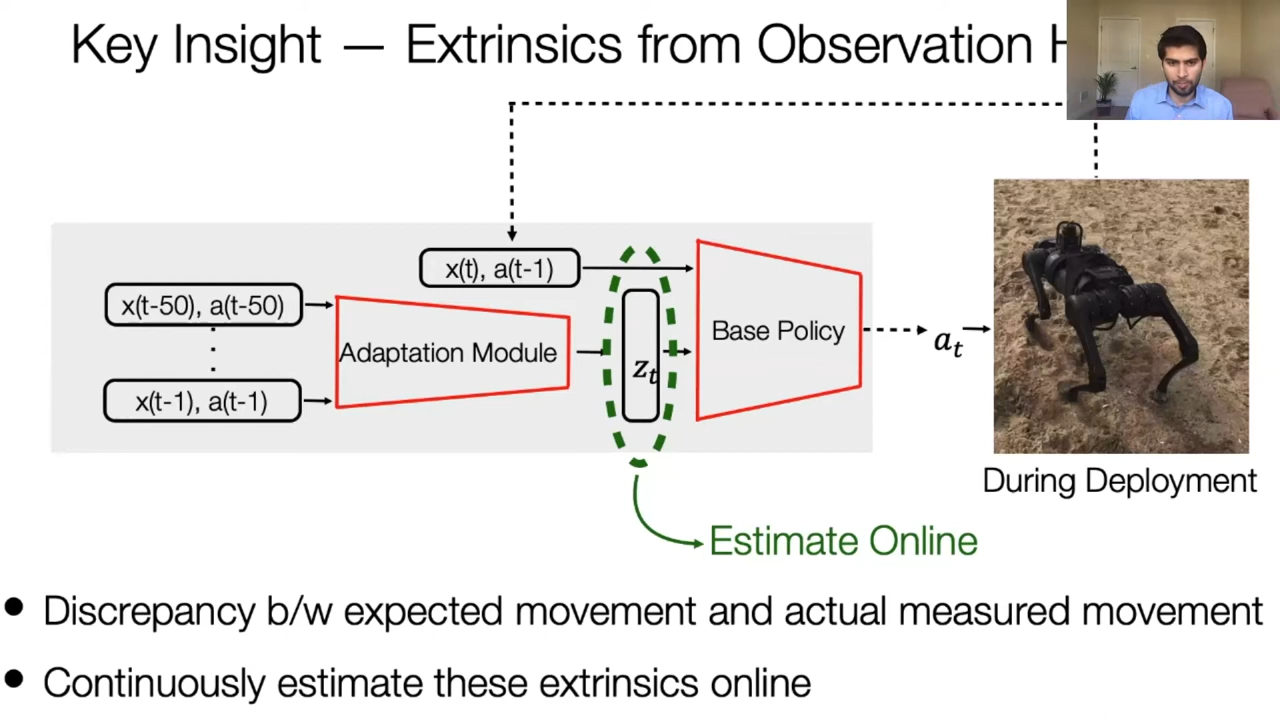 Key Insight — Extrinsics from Observation
x(t), a(t-1)
x(t-50), a(t-50)
Adaptation Module
x(t-1), a(t-1)
z_t
Base Policy
a_t
During Deployment
Estimate Online
• Discrepancy b/w expected movement and actual measured movement
• Continuously estimate these extrinsics online